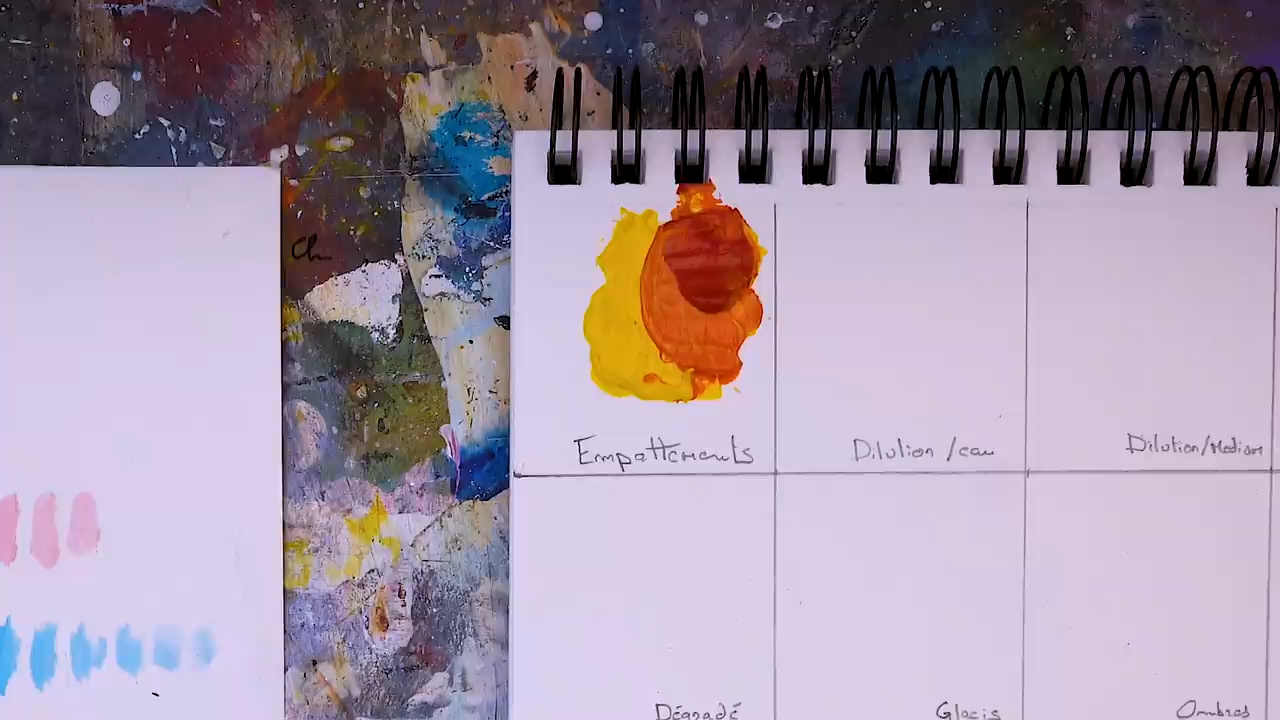 Empattements
Dilution/eau
Dilution/Medium
Dégradé
Glacis
Ombres